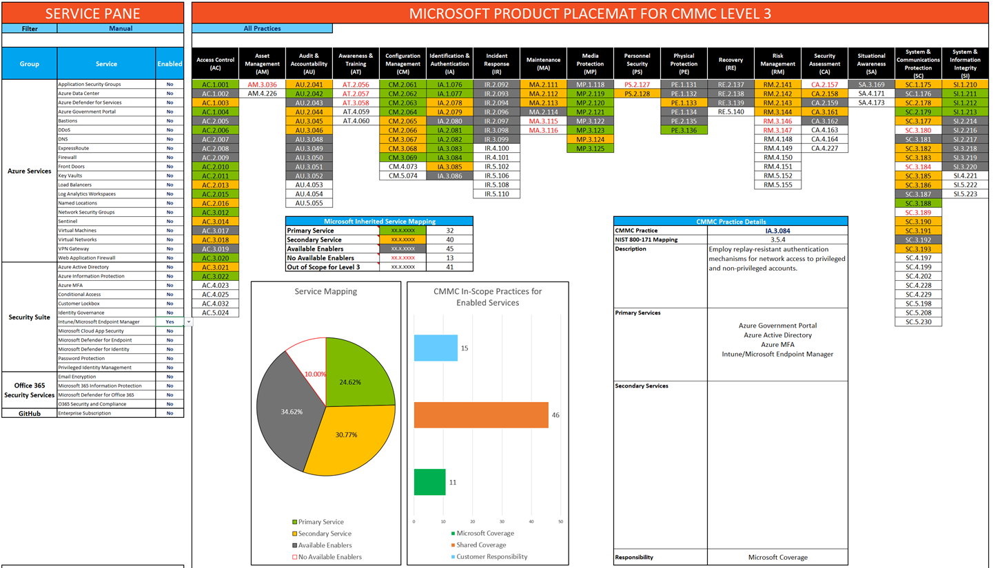 SERVICE PANE
Filter Manual
Group Service Enabled
Azure Services
Application Security Groups No
Azure Data Center No
Azure Defender for Services No
Azure Government Portal No
Bastions No
DDoS No
DNS No
ExpressRoute No
Firewall No
Front Doors No
Key Vaults No
Load Balancers No
Log Analytics Workspaces No
Named Locations No
Network Security Groups No
Sentinel No
Virtual Machines No
Virtual Networks No
VPN Gateway No
Web Application Firewall No
Security Suite
Azure Active Directory No
Azure Information Protection No
Azure MFA No
Conditional Access No
Customer Lockbox No
Identity Governance No
Intune/Microsoft Endpoint Manager Yes
Microsoft Cloud App Security No
Microsoft Defender for Endpoint No
Microsoft Defender for Identity No
Password Protection No
Privileged Identity Management No
Office 365
Security Services
Email Encryption No
Microsoft 365 Information Protection No
Microsoft Defender for Office 365 No
O365 Security and Compliance No
GitHub Enterprise Subscription No
MICROSOFT PRODUCT PLACEMAT FOR CMMC LEVEL 3
All Practices
Access Control
(AC)
Asset
Management
(AM)
Audit &
Accountability
(AU)
Awareness &
Training
(AT)
Configuration
Management
(CM)
Identification &
Authentication
(IA)
Incident
Response
(IR)
Maintenance
(MA)
Media
Protection
(MP)
Personnel
Security
(PS)
Physical
Protection
(PE)
Recovery
(RE)
Risk
Management
(RM)
Security
Assessment
(CA)
Situational
Awareness
(SA)
System &
Communications
Protection
(SC)
System &
Information
Integrity
(SI)
AC.1.001 AM.3.036 AU.2.041 AT.2.056 CM.2.061 IA.1.076 IR.2.092 MA.2.111 MP.1.118 PS.2.127 PE.1.131 RE.2.137 RM.2.141 CA.2.157 SA.3.169 SC.1.175 SI.1.210
AC.1.002 AM.4.226 AU.2.042 AT.2.057 CM.2.062 IA.1.077 IR.2.093 MA.2.112 MP.2.119 PS.2.128 PE.1.132 RE.2.138 RM.2.142 CA.2.158 SA.4.171 SC.1.176 SI.1.211
AC.1.003 AU.2.043 AT.3.058 CM.2.063 IA.2.078 IR.2.094 MA.2.113 MP.2.120 PE.1.133 RE.3.139 RM.2.143 CA.2.159 SA.4.173 SC.2.178 SI.1.212
AC.1.004 AU.2.044 AT.4.059 CM.2.064 IA.2.079 IR.2.096 MA.2.114 MP.2.121 PE.1.134 RE.5.140 RM.3.144 CA.3.161 SC.2.179 SI.1.213
AC.2.005 AU.3.045 AT.4.060 CM.2.065 IA.2.080 IR.2.097 MA.3.115 MP.3.122 PE.2.135 RM.3.146 CA.3.162 SC.3.177 SI.2.214
AC.2.006 AU.3.046 CM.2.066 IA.2.081 IR.3.098 MA.3.116 MP.3.123 PE.3.136 RM.3.147 CA.4.163 SC.3.180 SI.2.216
AC.2.007 AU.3.048 CM.3.067 IA.2.082 IR.3.099 MP.3.124 RM.4.148 CA.4.164 SC.3.181 SI.2.217
AC.2.008 AU.3.049 CM.3.068 IA.3.083 IR.4.100 MP.3.125 RM.4.149 CA.4.227 SC.3.182 SI.3.218
AC.2.009 AU.3.050 CM.3.069 IA.3.084 IR.4.101 RM.4.150 SC.3.183 SI.3.219
AC.2.010 AU.3.051 CM.4.073 IA.3.085 IR.5.102 RM.4.151 SC.3.184 SI.3.220
AC.2.011 AU.3.052 CM.5.074 IA.3.086 IR.5.106 RM.5.152 SC.3.185 SI.4.221
AC.2.013 AU.4.053 IR.5.108 RM.5.155 SC.3.186 SI.5.222
AC.2.015 AU.4.054 IR.5.110 SC.3.187 SI.5.223
AC.2.016 AU.5.055 SC.3.188
AC.3.012 SC.3.189
AC.3.014 SC.3.190
AC.3.017 SC.3.191
AC.3.018 SC.3.192
AC.3.019 SC.3.193
AC.3.020 SC.4.197
AC.3.021 SC.4.199
AC.3.022 SC.4.202
AC.4.023 SC.4.228
AC.4.025 SC.4.229
AC.4.032 SC.5.198
AC.5.024 SC.5.208
SC.5.230
Microsoft Inherited Service Mapping
Primary Service xx.x.xxxx 32
Secondary Service xx.x.xxxx 40
Available Enablers xx.x.xxxx 45
No Available Enablers xx.x.xxxx 13
Out of Scope for Level 3 xx.x.xxxx 41
Service Mapping
24.62%
30.77%
34.62%
10.00%
Primary Service
Secondary Service
Available Enablers
No Available Enablers
CMMC In-Scope Practices for
Enabled Services
15
46
11
0 10 20 30 40 50
Microsoft Coverage
Shared Coverage
Customer Responsibility
CMMC Practice Details
CMMC Practice IA.3.084
NIST 800-171 Mapping 3.5.4
Description
Employ replay-resistant authentication
mechanisms for network access to privileged
and non-privileged accounts.
Primary Services
Azure Government Portal
Azure Active Directory
Azure MFA
Intune/Microsoft Endpoint Manager
Secondary Services
Responsibility Microsoft Coverage